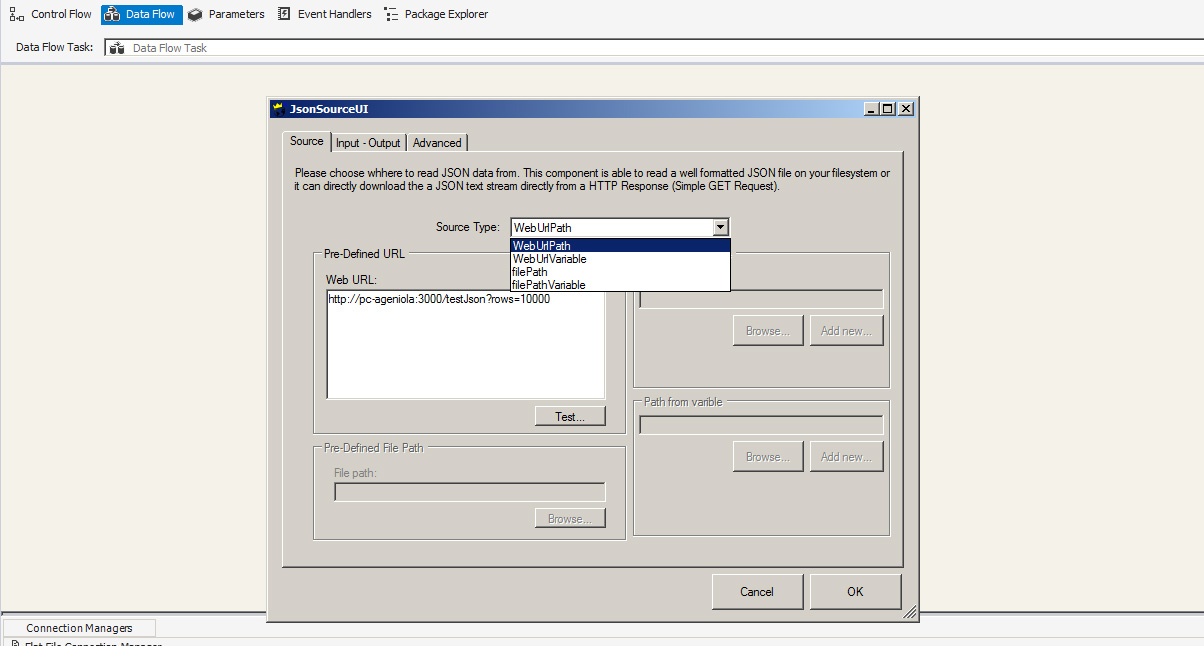 Control Flow Data Flow Parameters Event Handlers Package Explorer
Data Flow Task: Data Flow Task
JsonSourceUI
Source Input - Output Advanced
Please choose whhere to read JSON data from. This component is able to read a well formatted JSON file on your filesystem or
it can directly download the a JSON text stream directly from a HTTP Response (Simple GET Request).
Source Type: WebUrlPath
WebUrlPath
WebUrlVariable
filePath
filePathVariable
Pre-Defined URL
Web URL:
http://pc-ageniola:3000/testJson?rows=10000
Test...
Browse... Add new...
Path from varible
Browse... Add new...
Pre-Defined File Path
File path:
Browse...
Cancel OK
Connection Managers
Flat File Connection Manager